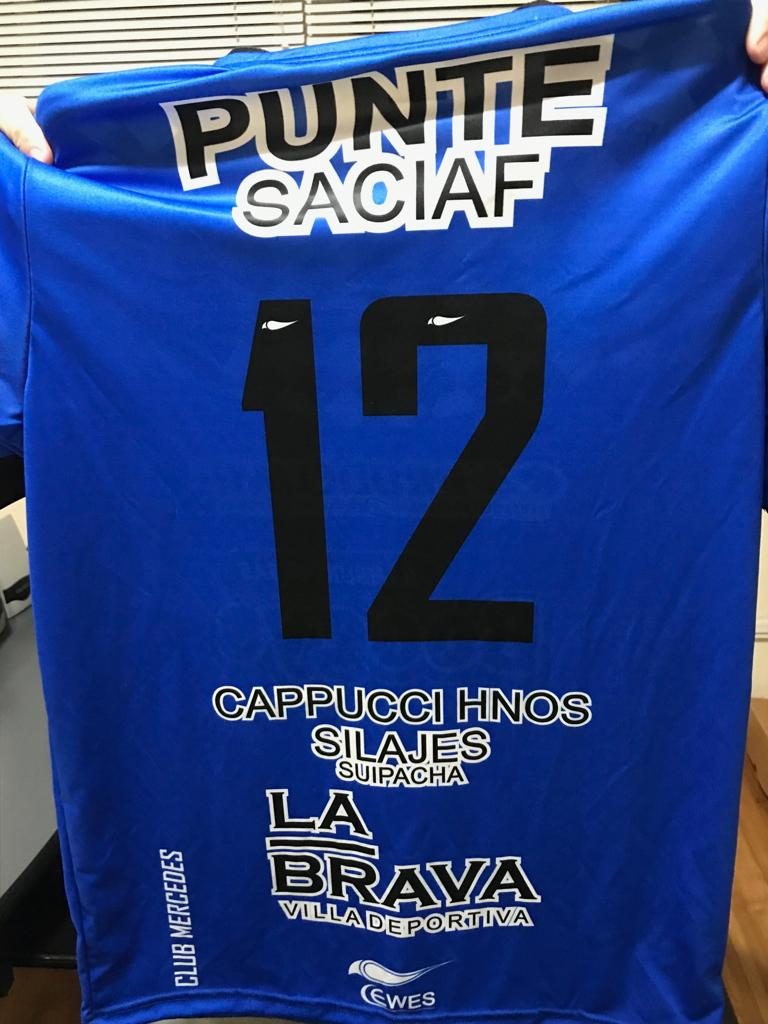 PUNTE
SACIAF
12
CAPPUCCI HNOS
SILAJES
SUIPACHA
LA
BRAVA
VILLA DEPORTIVA
CLUB MERCEDES
EWES